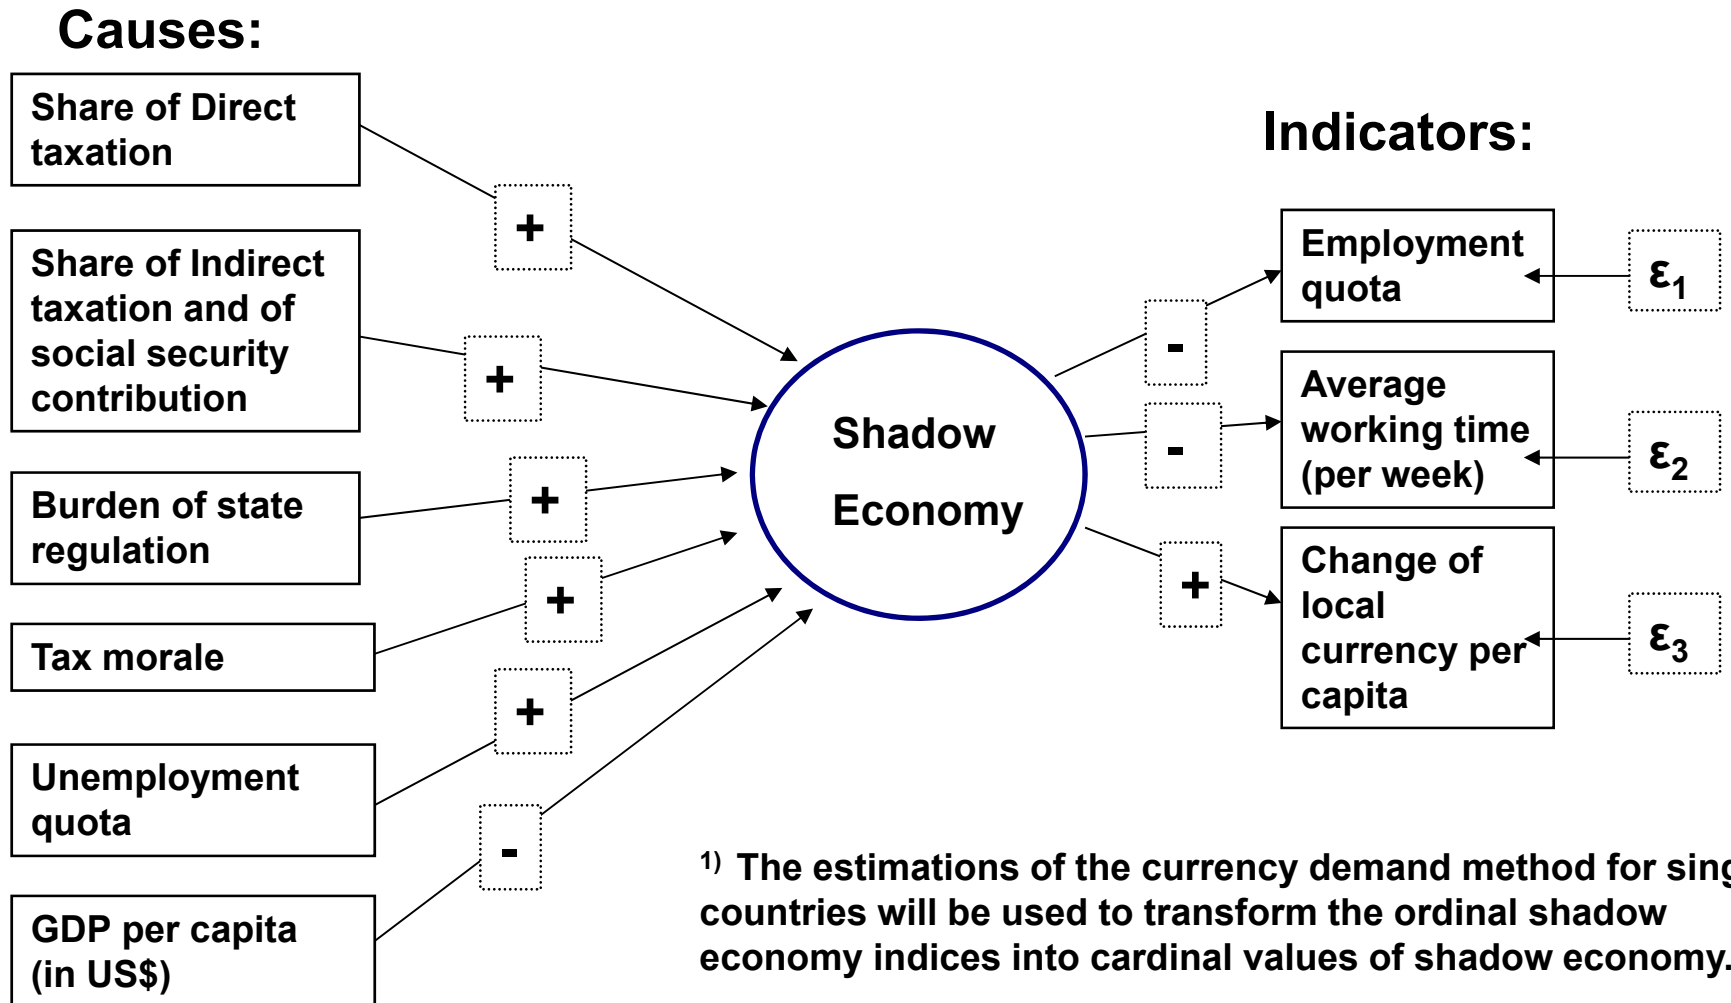 Causes:
Share of Direct
taxation
+
Share of Indirect
taxation and of
social security
contribution
+
Burden of state
regulation
+
Tax morale
+
Unemployment
quota
+
GDP per capita
(in US$)
-
Shadow
Economy
Indicators:
-
Employment
quota
ε1
-
Average
working time
(per week)
ε2
+
Change of
local
currency per
capita
ε3
1) The estimations of the currency demand method for
countries will be used to transform the ordinal shadow
economy indices into cardinal values of shadow economy.